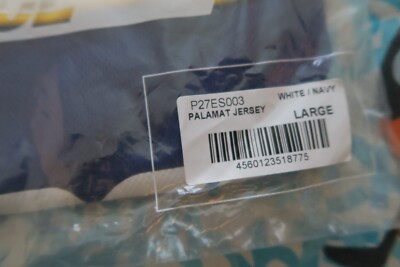 P27ES003 WHITE / NAVY
PALAMAT JERSEY LARGE
4560123518775